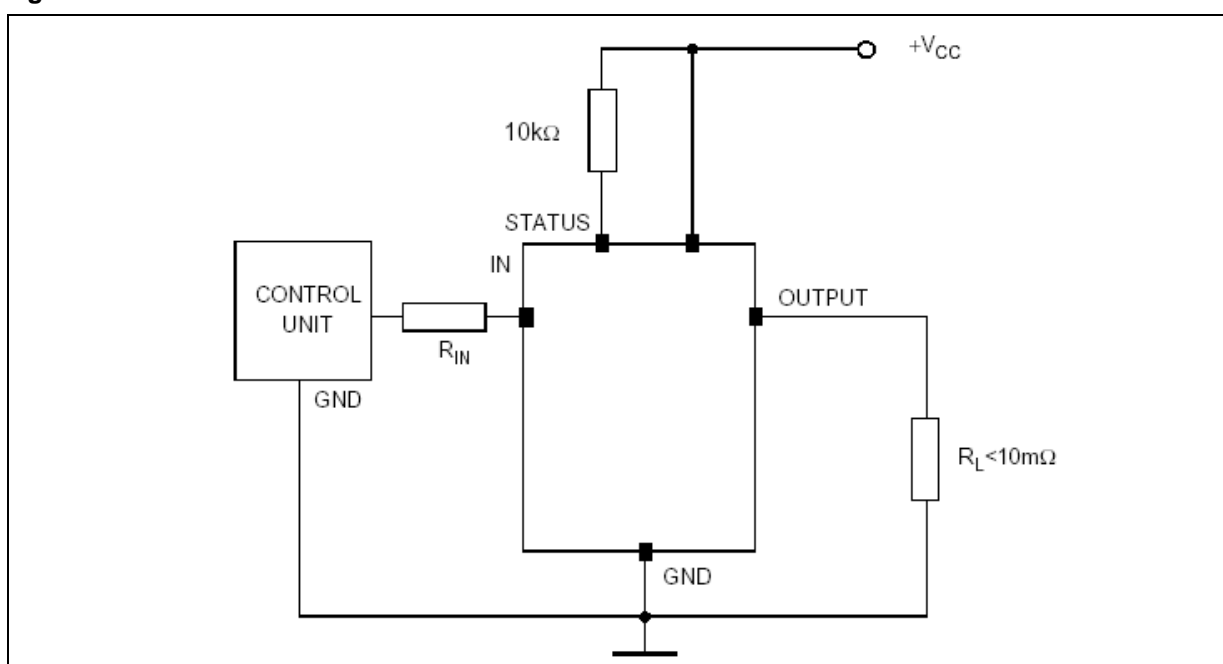 +VCC
10kΩ
STATUS
IN
CONTROL
UNIT
OUTPUT
RIN
GND
RL<10mΩ
GND